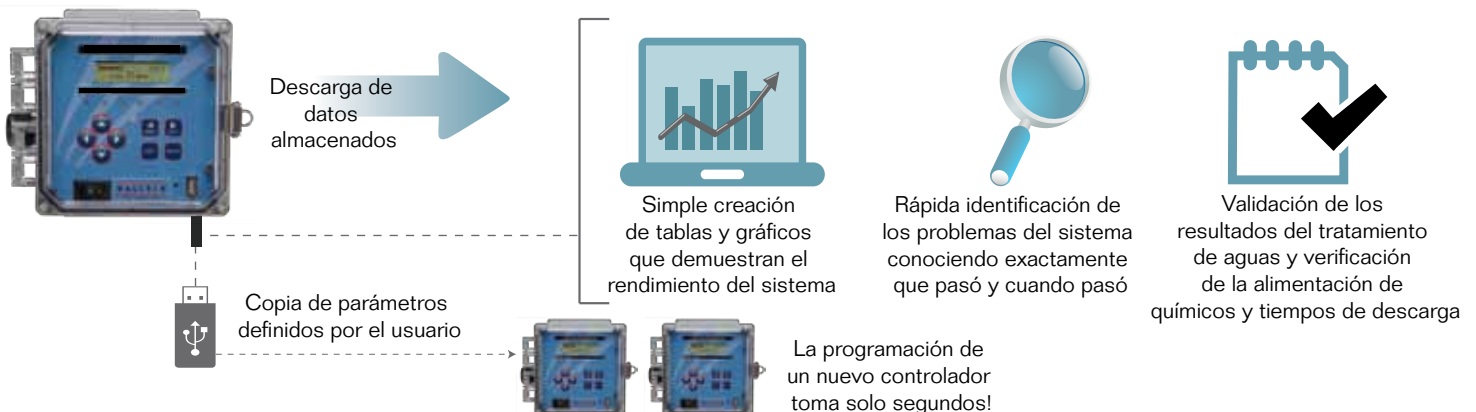 Descarga de
datos
almacenados
Simple creación
de tablas y gráficos
que demuestran el
rendimiento del sistema
Rápida identificación de
los problemas del sistema
conociendo exactamente
que pasó y cuando pasó
Validación de los
resultados del tratamiento
de aguas y verificación
de la alimentación de
químicos y tiempos de descarga
Copia de parámetros
definidos por el usuario
La programación de
un nuevo controlador
toma solo segundos!